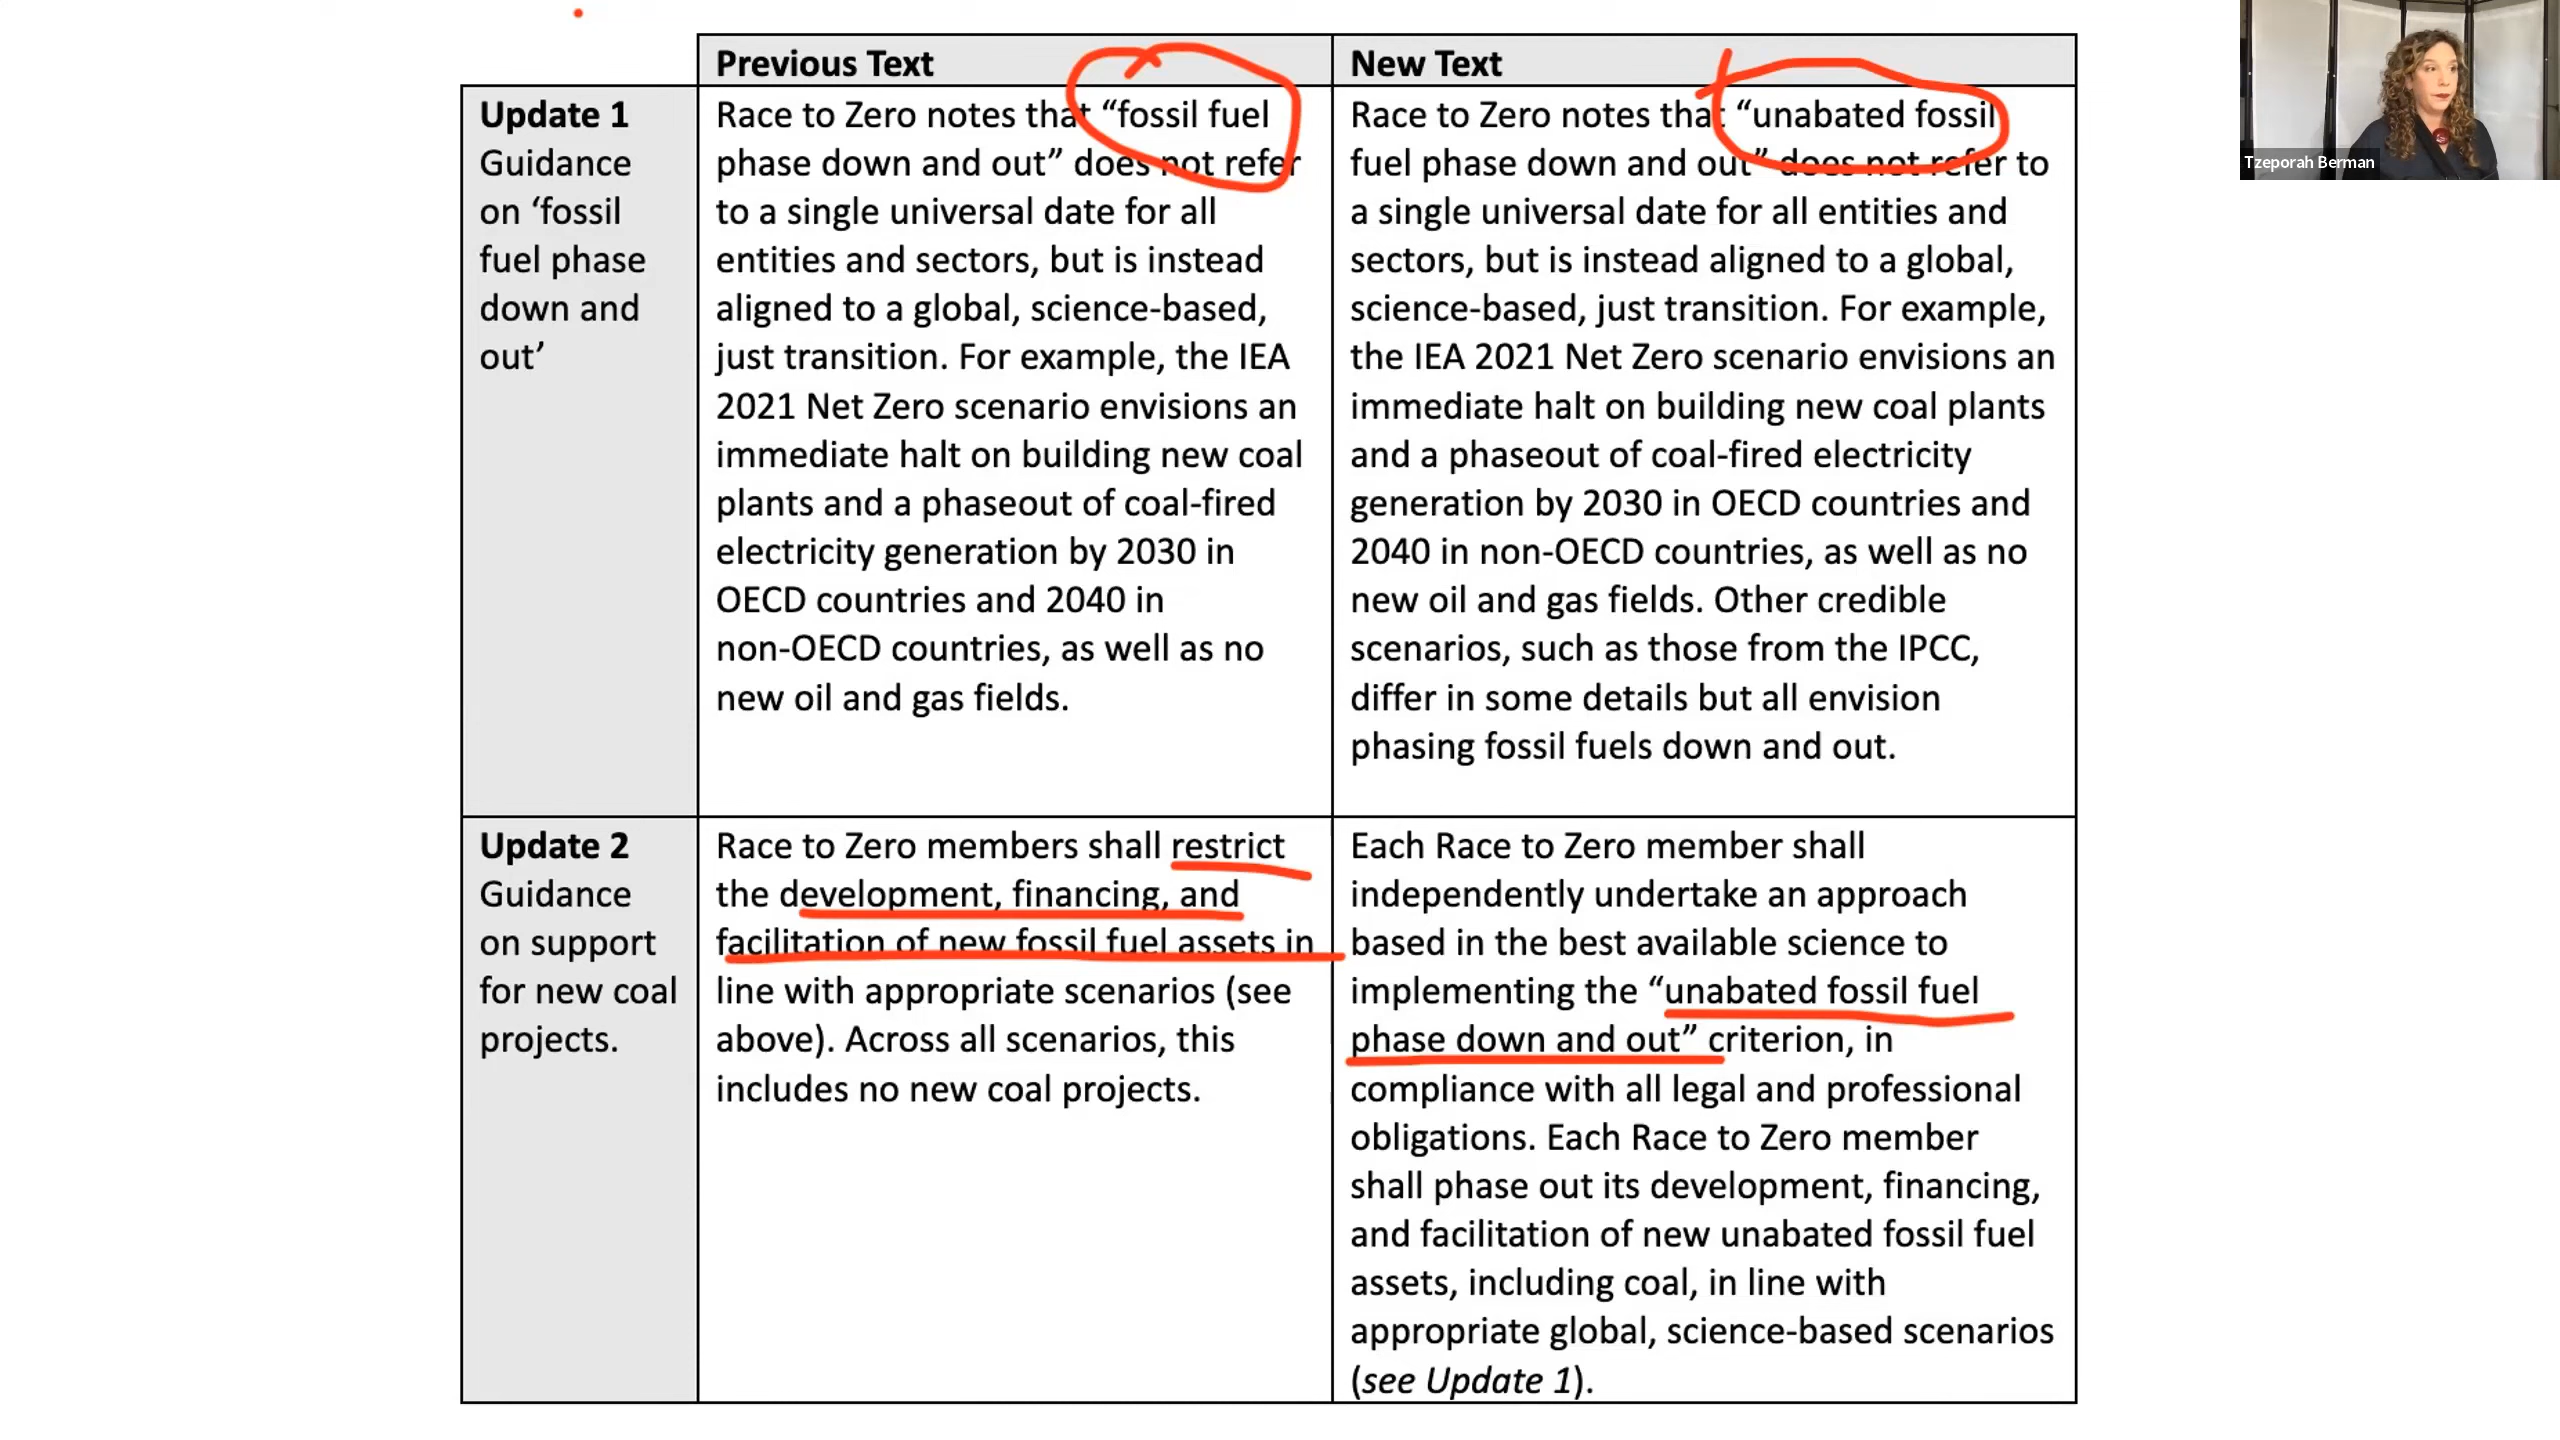 Previous Text
New Text
Update 1
Guidance
on ‘fossil
fuel phase
down and
out’
Race to Zero notes that “fossil fuel
phase down and out” does not refer
to a single universal date for all
entities and sectors, but is instead
aligned to a global, science-based,
just transition. For example, the IEA
2021 Net Zero scenario envisions an
immediate halt on building new coal
plants and a phaseout of coal-fired
electricity generation by 2030 in
OECD countries and 2040 in
non-OECD countries, as well as no
new oil and gas fields.
Race to Zero notes that “unabated fossil
fuel phase down and out” does not refer to
a single universal date for all entities and
sectors, but is instead aligned to a global,
science-based, just transition. For example,
the IEA 2021 Net Zero scenario envisions an
immediate halt on building new coal plants
and a phaseout of coal-fired electricity
generation by 2030 in OECD countries and
2040 in non-OECD countries, as well as no
new oil and gas fields. Other credible
scenarios, such as those from the IPCC,
differ in some details but all envision
phasing fossil fuels down and out.
Update 2
Guidance
on support
for new coal
projects.
Race to Zero members shall restrict
the development, financing, and
facilitation of new fossil fuel assets in
line with appropriate scenarios (see
above). Across all scenarios, this
includes no new coal projects.
Each Race to Zero member shall
independently undertake an approach
based in the best available science to
implementing the “unabated fossil fuel
phase down and out” criterion, in
compliance with all legal and professional
obligations. Each Race to Zero member
shall phase out its development, financing,
and facilitation of new unabated fossil fuel
assets, including coal, in line with
appropriate global, science-based scenarios
(see Update 1).
Tzeporah Berman